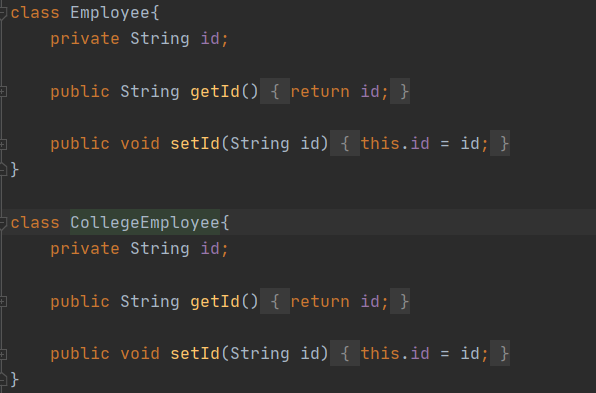 class Employee{
    private String id;
    public String getId() { return id; }
    public void setId(String id) { this.id = id; }
}
class CollegeEmployee{
    private String id;
    public String getId() { return id; }
    public void setId(String id) { this.id = id; }
}